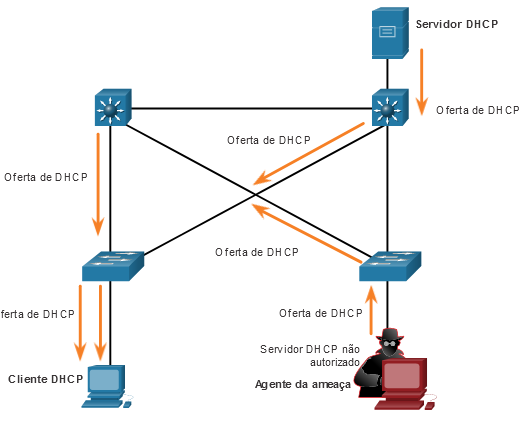 Servidor DHCP
Oferta de DHCP
Oferta de DHCP
Oferta de DHCP
Oferta de DHCP
ferta de DHCP
Oferta de DHCP
Servidor DHCP não
autorizado
Cliente DHCP
Agente da ameaça